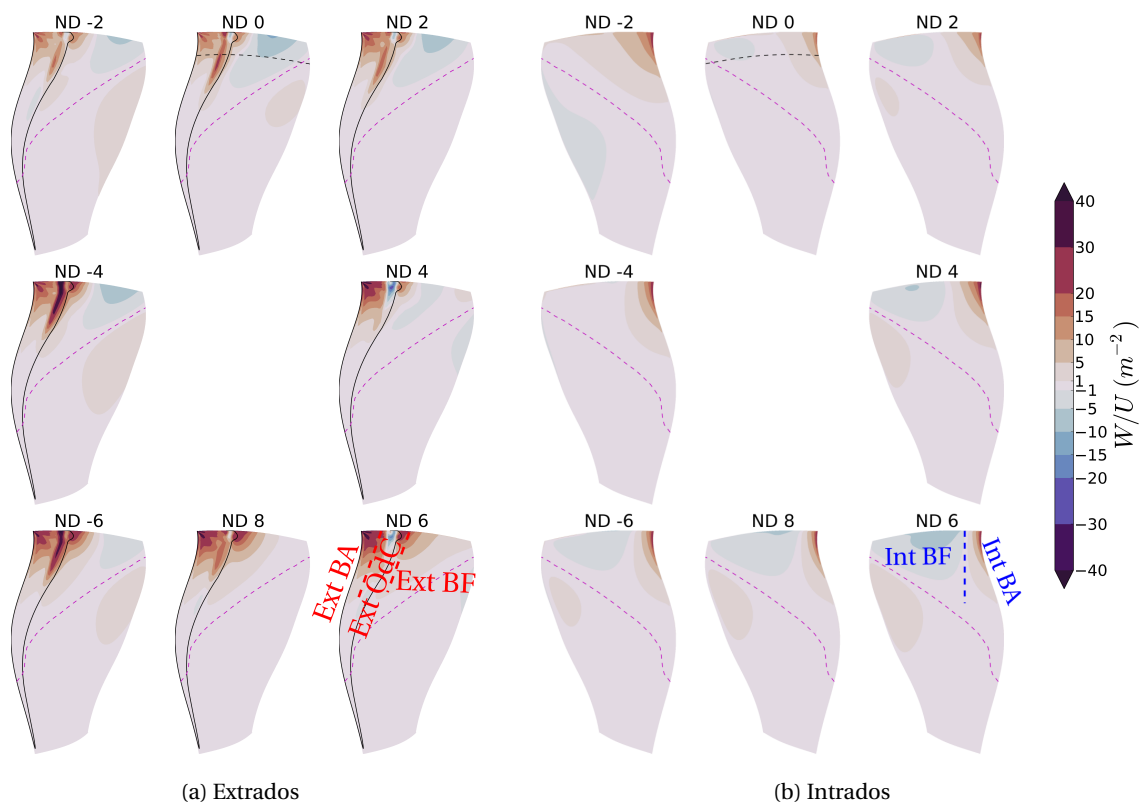 ND -2
ND 0
ND 2
ND -2
ND 0
ND 2
ND -4
ND 4
ND -4
ND 4
ND -6
ND 8
ND 6
ND -6
ND 8
ND 6
Ext BA
Ext OdC
Ext BF
Int BF
Int BA
40
30
20
15
10
5
1
−1
−5
−10
−15
−20
−30
−40
W/U (m⁻²)
(a) Extrados
(b) Intrados